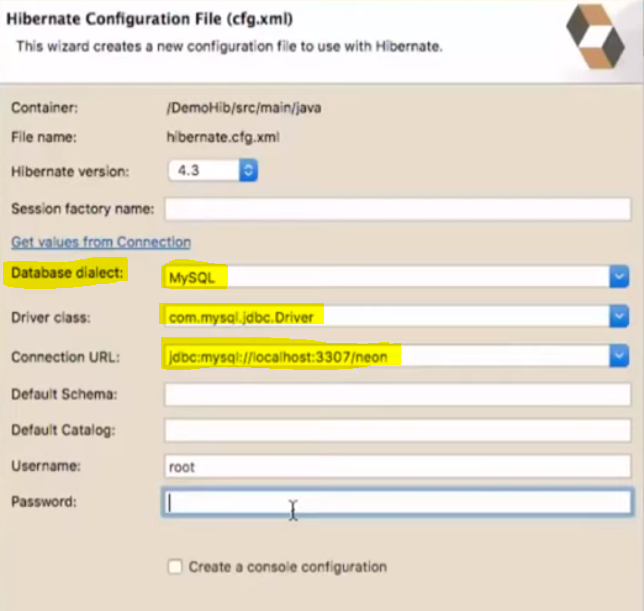 Hibernate Configuration File (cfg.xml)
This wizard creates a new configuration file to use with Hibernate.
Container: /DemoHib/src/main/java
File name: hibernate.cfg.xml
Hibernate version: 4.3
Session factory name:
Get values from Connection
Database dialect: MySQL
Driver class: com.mysql.jdbc.Driver
Connection URL: jdbc:mysql://localhost:3307/neon
Default Schema:
Default Catalog:
Username: root
Password:
Create a console configuration